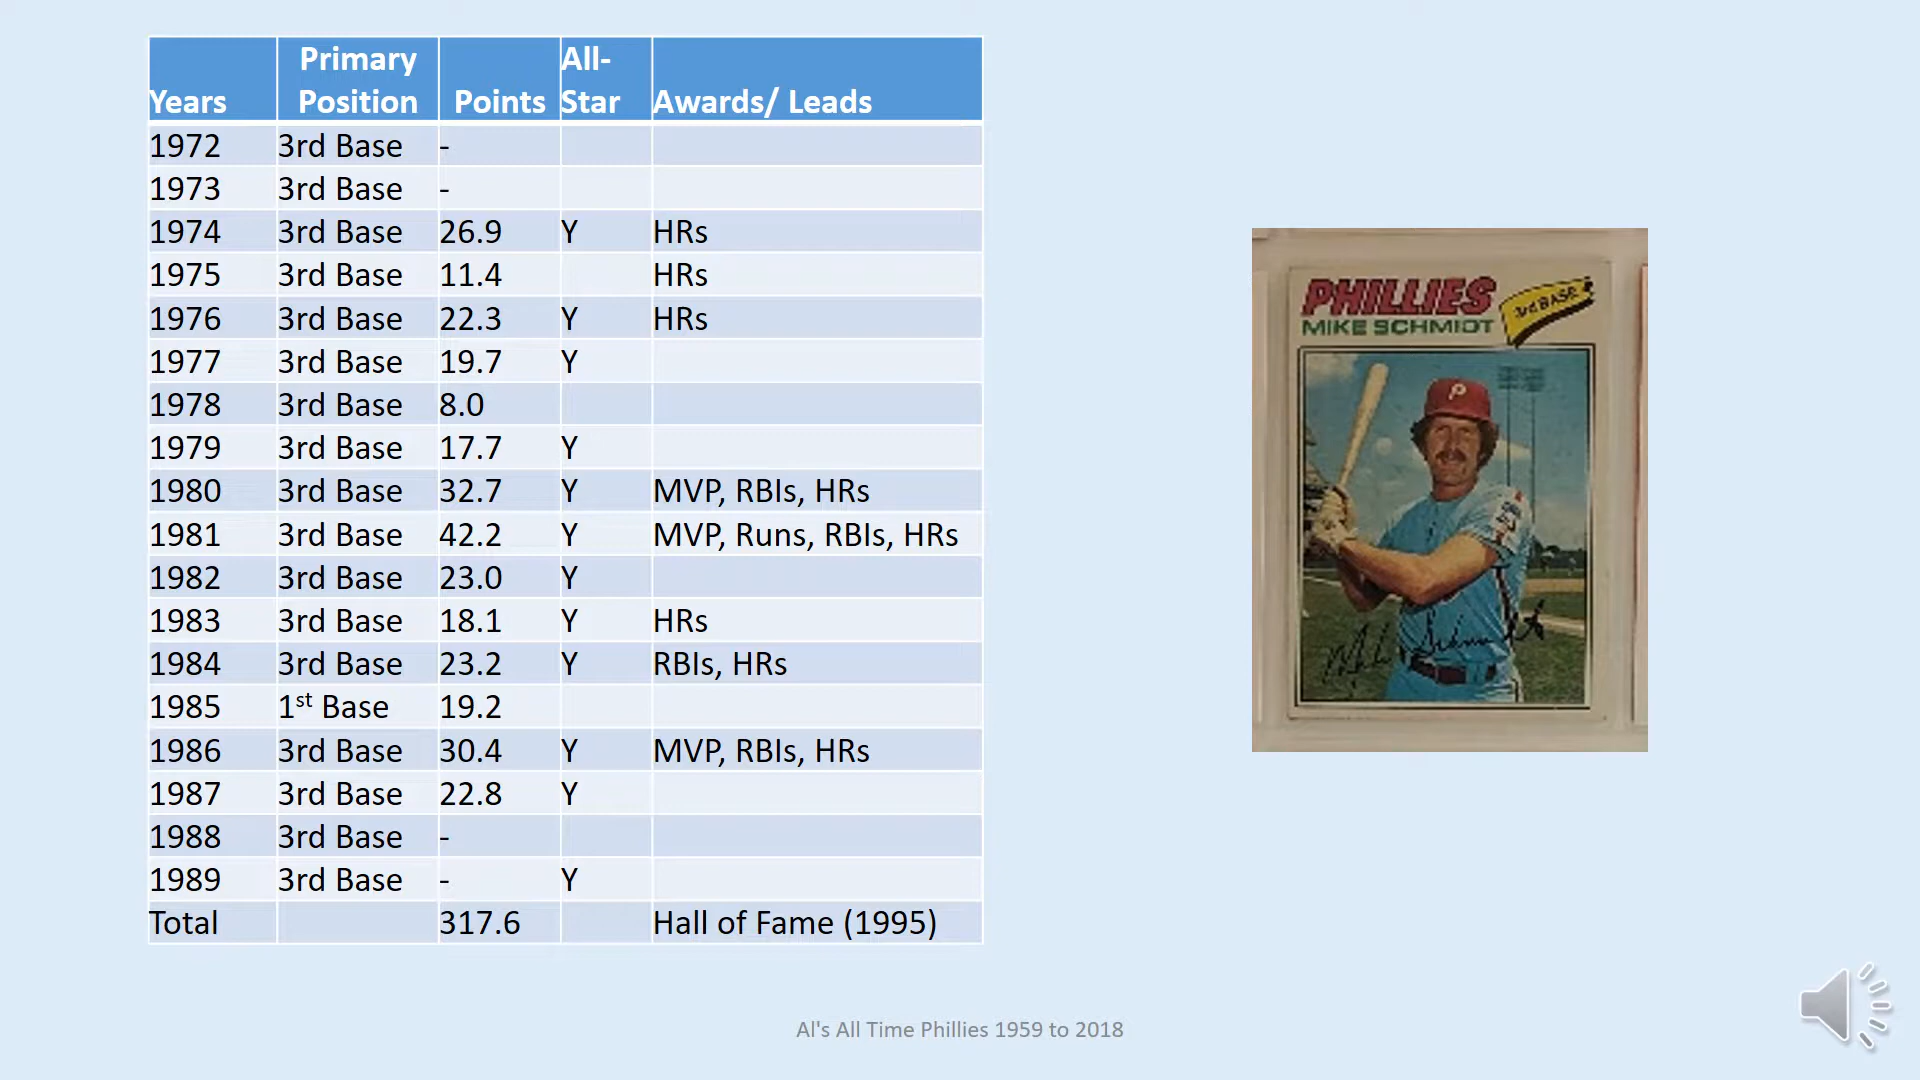 Years Primary Position Points All-Star Awards/ Leads
1972 3rd Base -
1973 3rd Base -
1974 3rd Base 26.9 Y HRs
1975 3rd Base 11.4 HRs
1976 3rd Base 22.3 Y HRs
1977 3rd Base 19.7 Y
1978 3rd Base 8.0
1979 3rd Base 17.7 Y
1980 3rd Base 32.7 Y MVP, RBIs, HRs
1981 3rd Base 42.2 Y MVP, Runs, RBIs, HRs
1982 3rd Base 23.0 Y
1983 3rd Base 18.1 Y HRs
1984 3rd Base 23.2 Y RBIs, HRs
1985 1st Base 19.2
1986 3rd Base 30.4 Y MVP, RBIs, HRs
1987 3rd Base 22.8 Y
1988 3rd Base -
1989 3rd Base - Y
Total 317.6 Hall of Fame (1995)
PHILLIES
MIKE SCHMIDT
3rd BASE
P
Mike Schmidt
Al's All Time Phillies 1959 to 2018